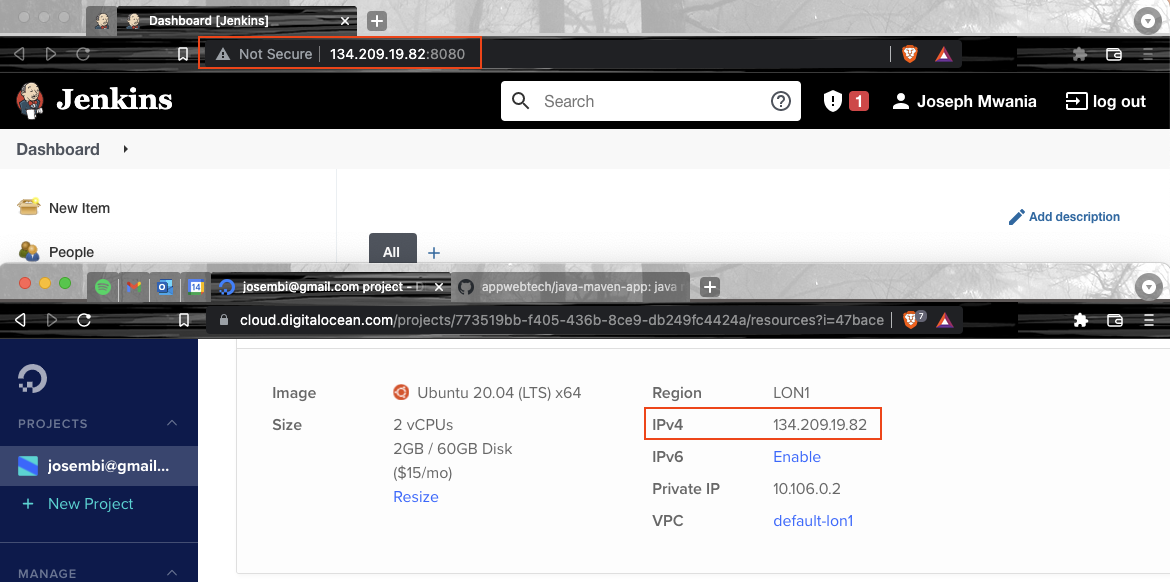 Dashboard [Jenkins]
Not Secure | 134.209.19.82:8080
Jenkins
Search
1
Joseph Mwania
log out
Dashboard
New Item
People
Add description
All +
14
josembi@gmail.com project – D
appwebtech/java-maven-app: java
cloud.digitalocean.com/projects/773519bb-f405-436b-8ce9-db249fc4424a/resources?i=47bace
7
PROJECTS
josembi@gmail...
+ New Project
MANAGE
Image Ubuntu 20.04 (LTS) x64
Size 2 vCPUs
2GB / 60GB Disk
($15/mo)
Resize
Region LON1
IPv4 134.209.19.82
IPv6 Enable
Private IP 10.106.0.2
VPC default-lon1